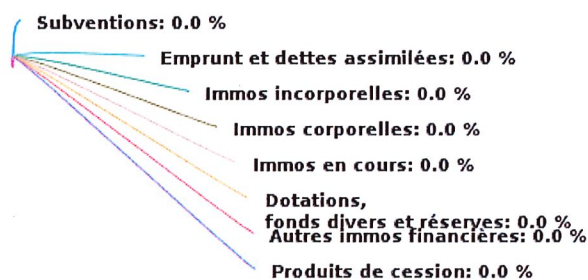 Subventions: 0.0 %
Emprunt et dettes assimilées: 0.0 %
Immos incorporelles: 0.0 %
Immos corporelles: 0.0 %
Immos en cours: 0.0 %
Dotations,
fonds divers et réserves: 0.0 %
Autres immos financières: 0.0 %
Produits de cession: 0.0 %